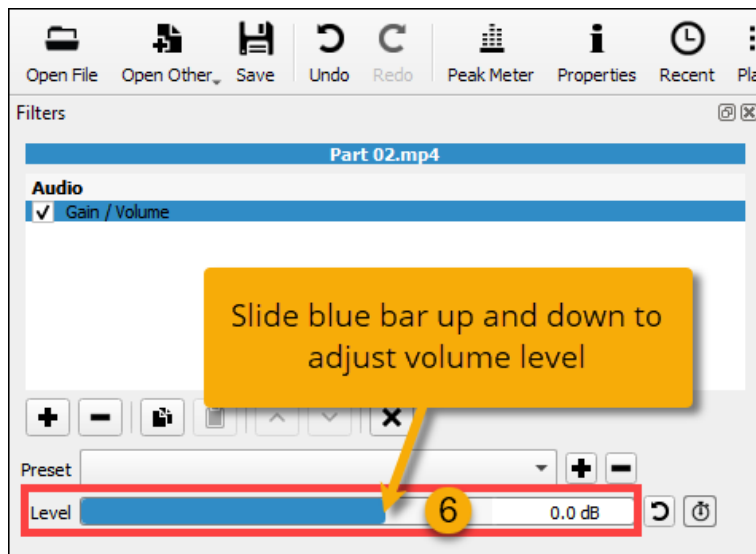 Open File Open Other Save Undo Redo Peak Meter Properties Recent Pla
Filters
Part 02.mp4
Audio
Gain / Volume
Slide blue bar up and down to
adjust volume level
Preset
Level 6 0.0 dB